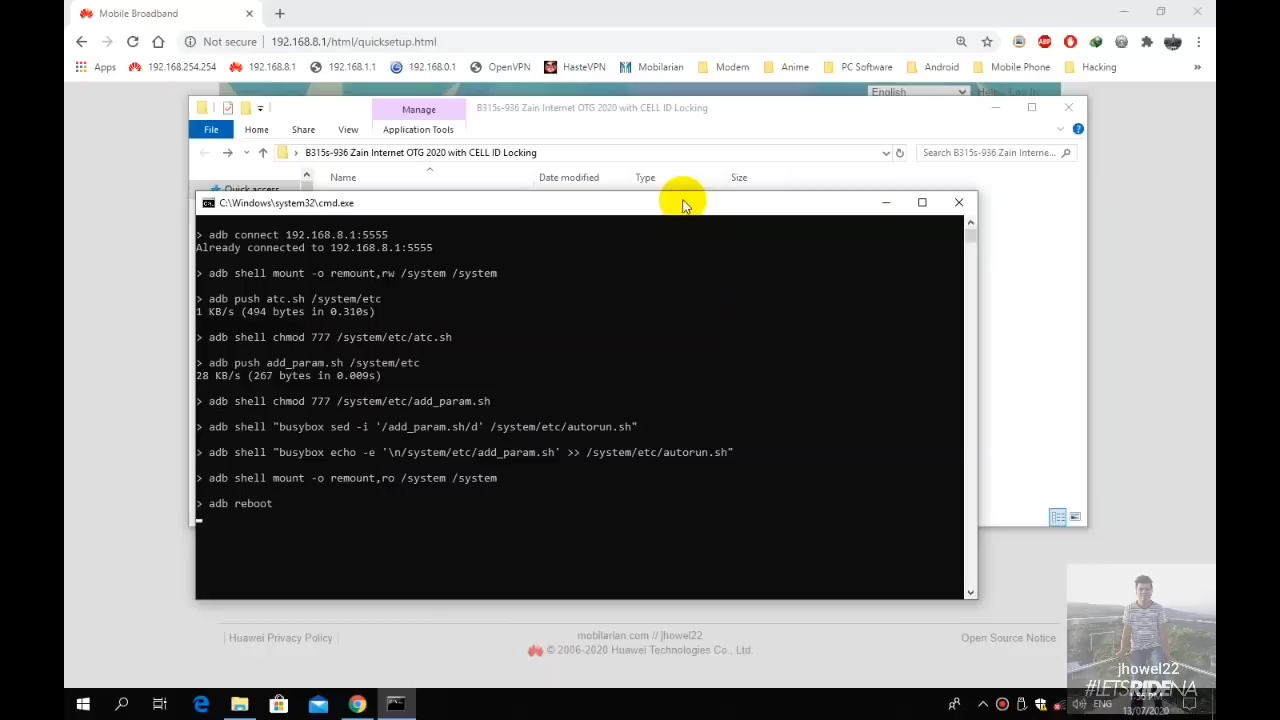 Mobile Broadband
Not secure | 192.168.8.1/html/quicksetup.html
Apps 192.168.254.254 192.168.8.1 192.168.1.1 192.168.0.1 OpenVPN HasteVPN Mobilarian Modem Anime PC Software Android Mobile Phone Hacking »
English
Manage B315s-936 Zain Internet OTG 2020 with CELL ID Locking
File Home Share View Application Tools
B315s-936 Zain Internet OTG 2020 with CELL ID Locking Search B315s-936 Zain Interne...
Name Date modified Type Size
Quick access
C:\Windows\system32\cmd.exe
> adb connect 192.168.8.1:5555
Already connected to 192.168.8.1:5555
> adb shell mount -o remount,rw /system /system
> adb push atc.sh /system/etc
1 KB/s (494 bytes in 0.310s)
> adb shell chmod 777 /system/etc/atc.sh
> adb push add_param.sh /system/etc
28 KB/s (267 bytes in 0.009s)
> adb shell chmod 777 /system/etc/add_param.sh
> adb shell "busybox sed -i '/add_param.sh/d' /system/etc/autorun.sh"
> adb shell "busybox echo -e '\n/system/etc/add_param.sh' >> /system/etc/autorun.sh"
> adb shell mount -o remount,ro /system /system
> adb reboot
| Huawei Privacy Policy |
mobilarian.com // jhowel22
© 2006-2020 Huawei Technologies Co., Ltd.
Open Source Notice
jhowel22
#LETSRIDENA
ENG
13/07/2020